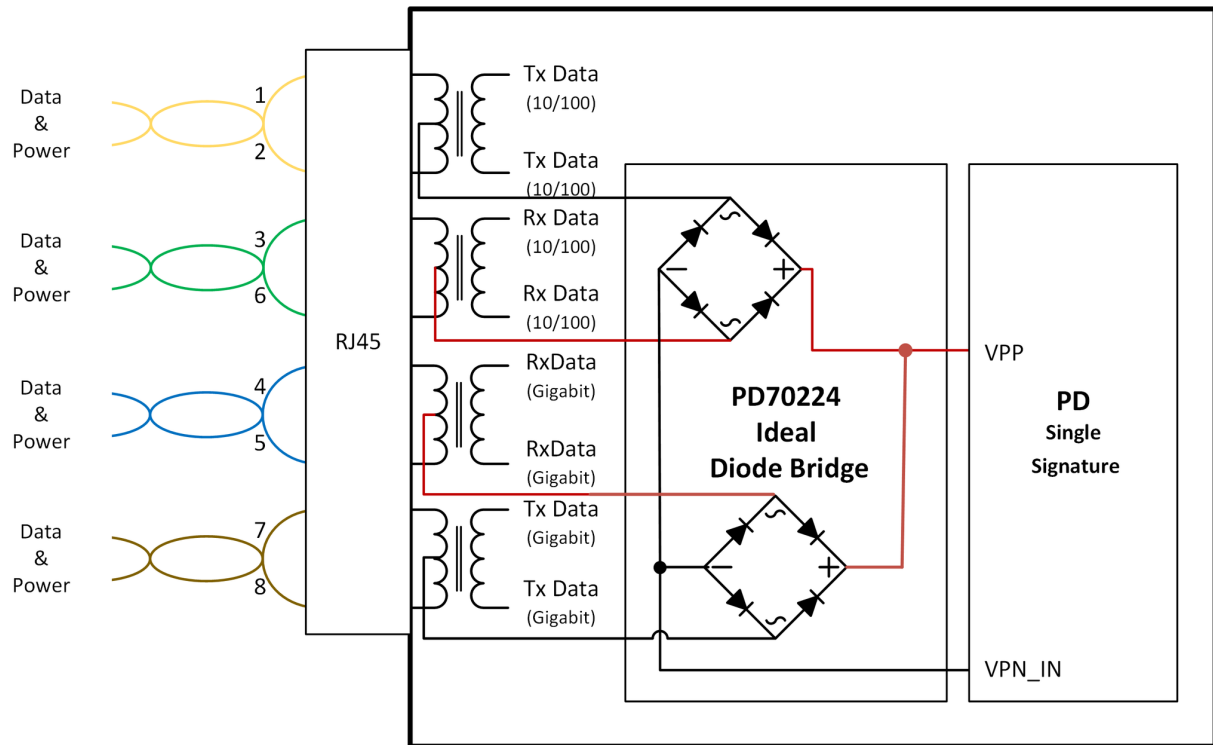 Data
&
Power
1
2
Data
&
Power
3
6
Data
&
Power
4
5
Data
&
Power
7
8
RJ45
Tx Data
(10/100)
Tx Data
(10/100)
Rx Data
(10/100)
Rx Data
(10/100)
RxData
(Gigabit)
RxData
(Gigabit)
Tx Data
(Gigabit)
Tx Data
(Gigabit)
PD70224
Ideal
Diode Bridge
VPP
PD
Single
Signature
VPN_IN